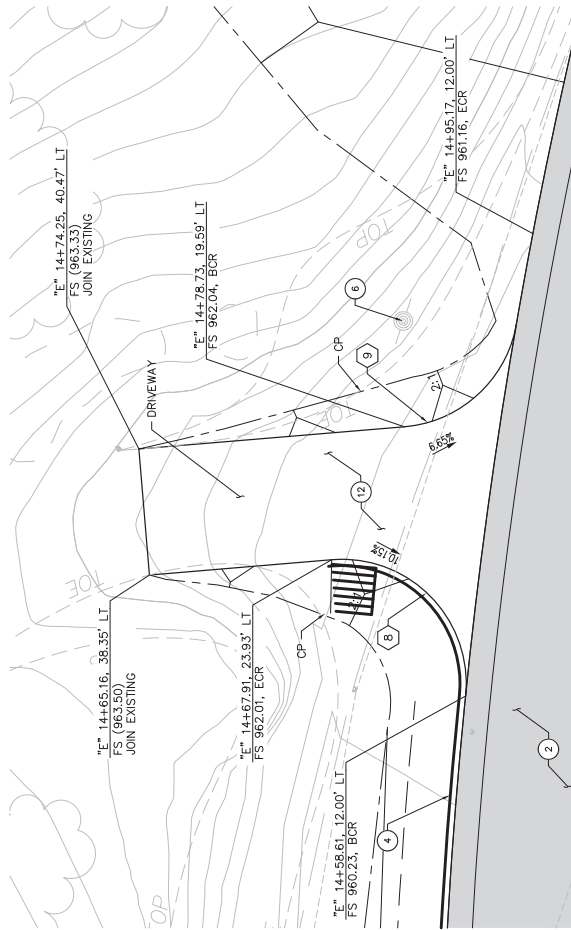 "E" 14+74.25, 40.47' LT
FS (963.33)
JOIN EXISTING
"E" 14+78.73, 19.59' LT
FS 962.04, BCR
"E" 14+95.17, 12.00' LT
FS 961.16, ECR
DRIVEWAY
TOP
6
CP
9
2:1
TOE
6.65%
12
10.15%
TOE
"E" 14+65.16, 38.35' LT
FS (963.50)
JOIN EXISTING
"E" 14+67.91, 23.93' LT
FS 962.01, ECR
CP
2:1
8
"E" 14+58.61, 12.00' LT
FS 960.23, BCR
4
2
TOP